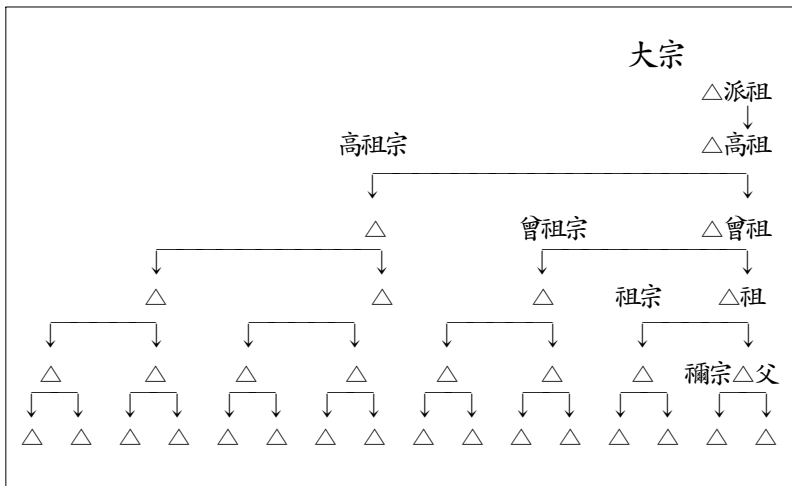 大宗
△派祖
高祖宗 △高祖
△ 曾祖宗 △曾祖
△ △ △ 祖宗 △祖
△ △ △ △ △ △ △ 禰宗△父
△ △ △ △ △ △ △ △ △ △ △ △ △ △ △ △